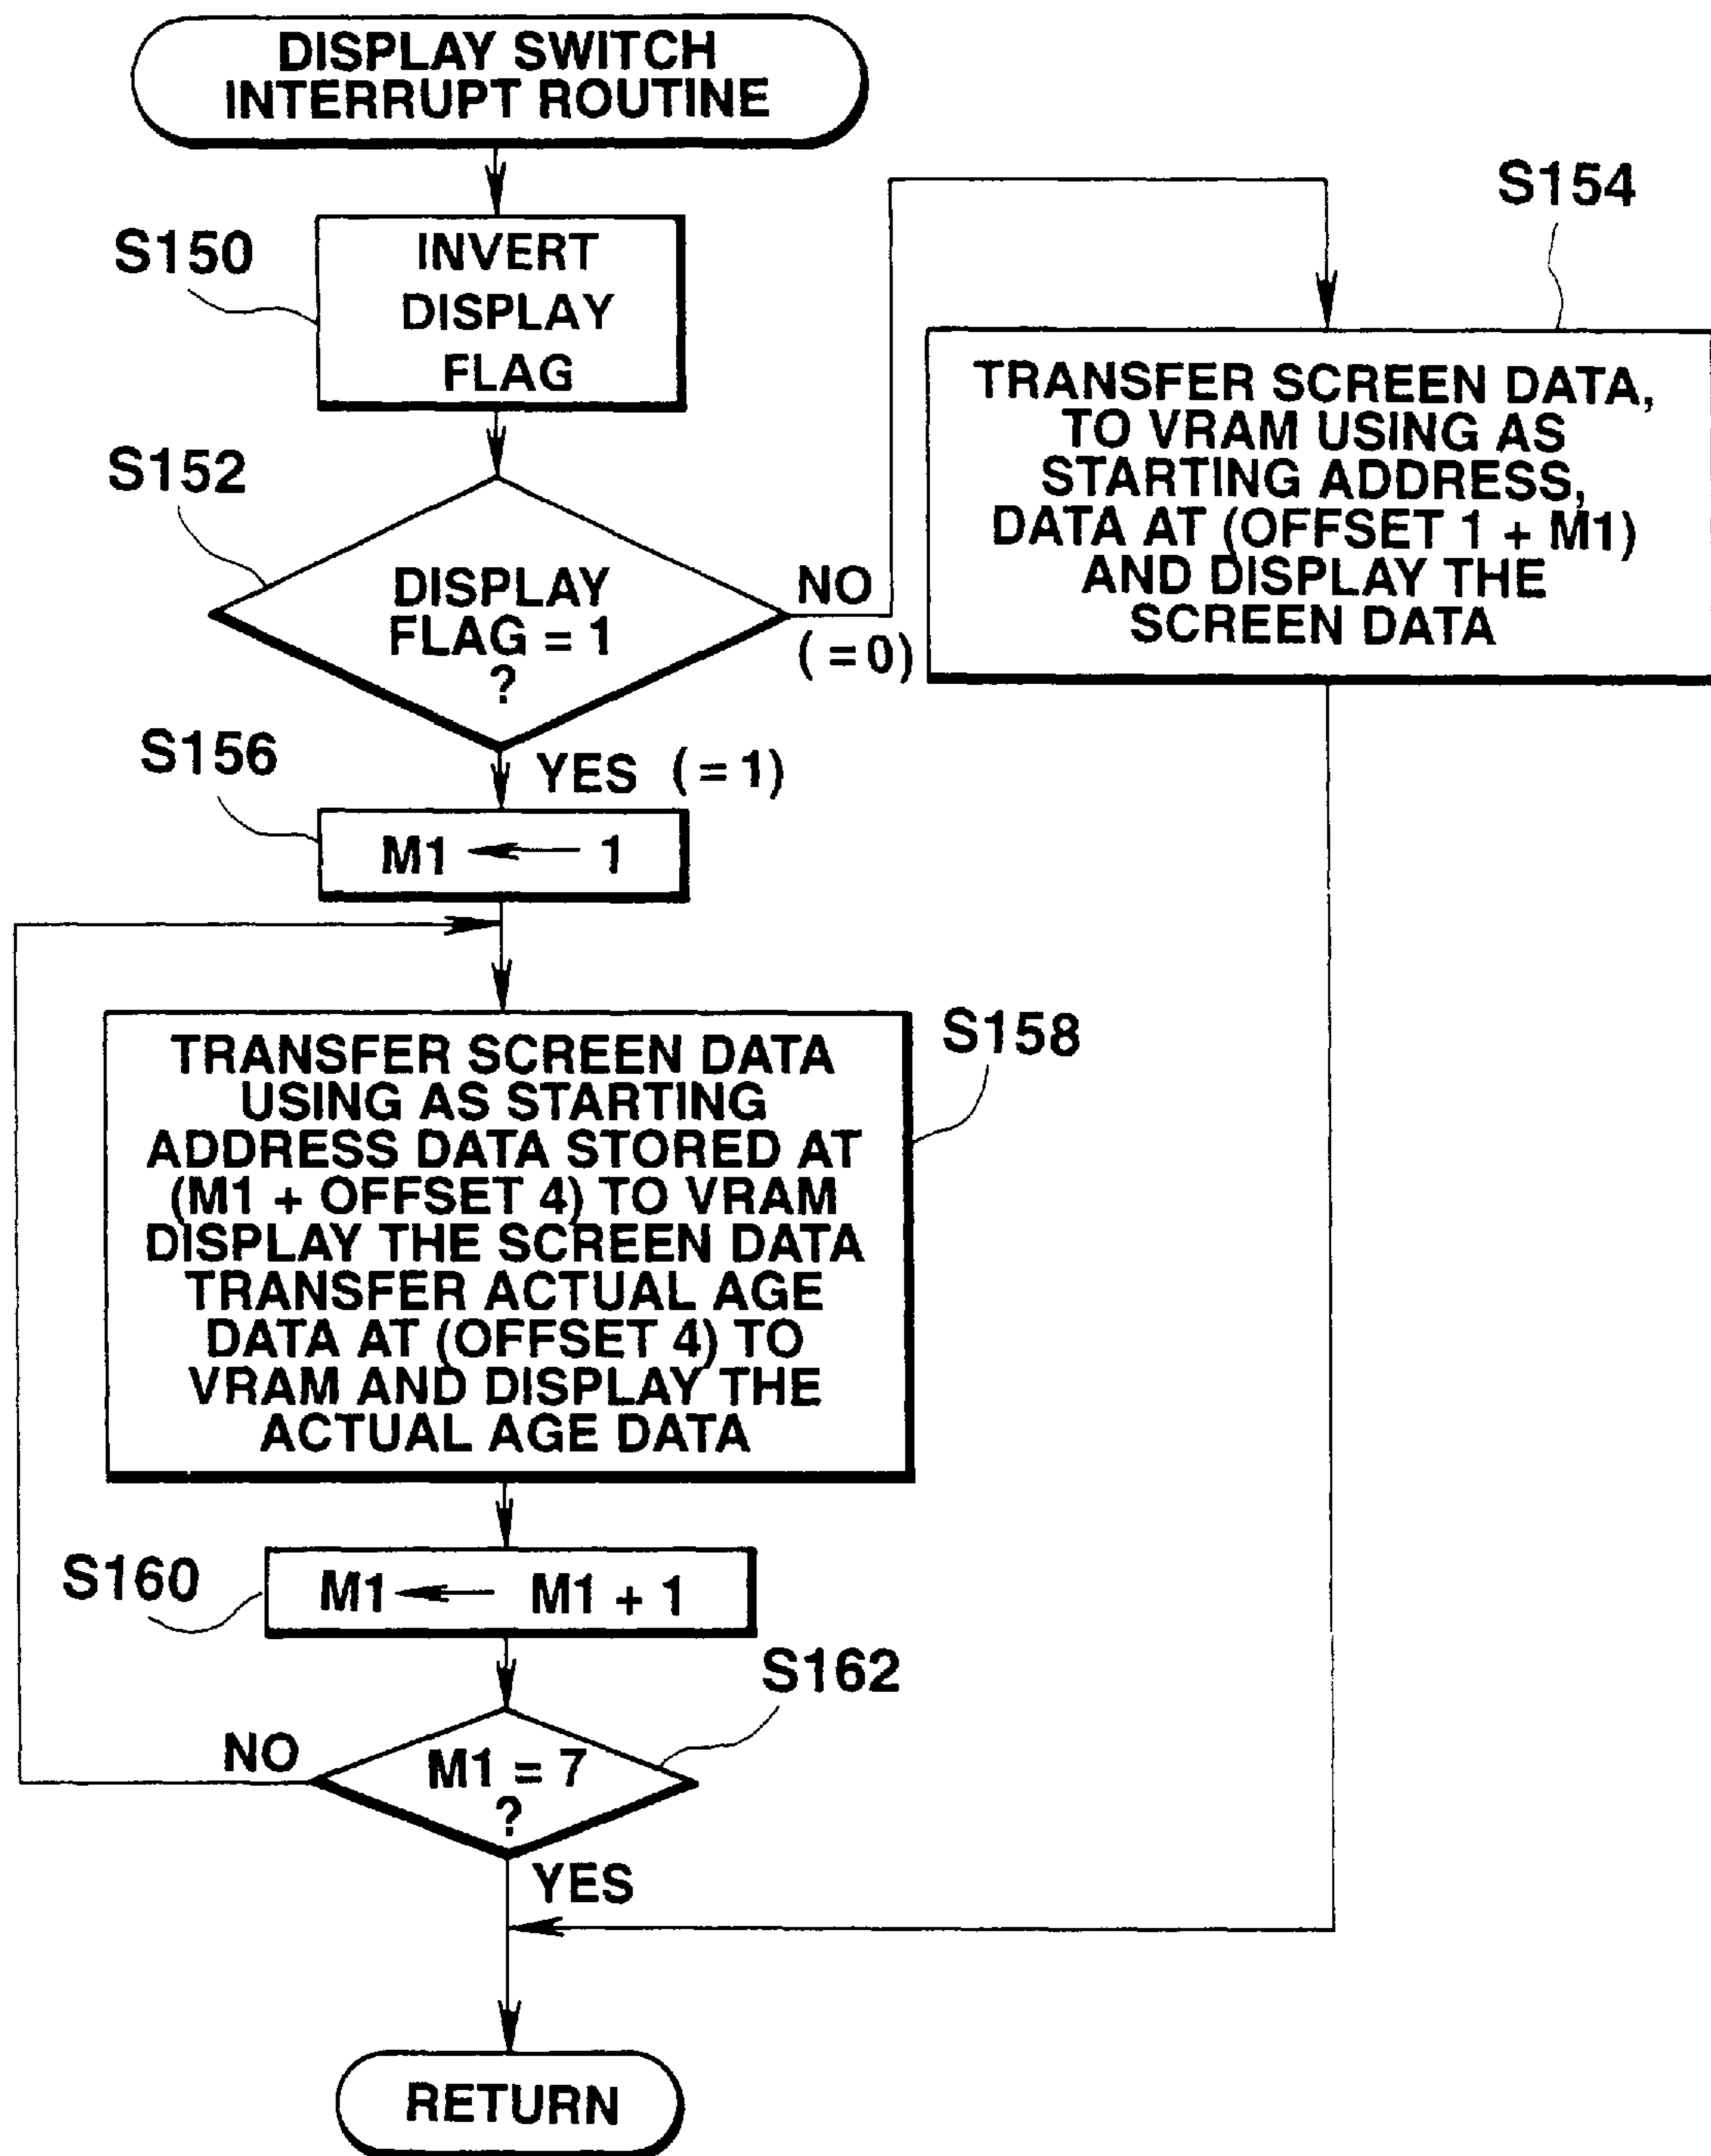 DISPLAY SWITCH
INTERRUPT ROUTINE
S150
INVERT
DISPLAY
FLAG
S152
DISPLAY
FLAG = 1
?
NO
( = 0)
S154
TRANSFER SCREEN DATA,
TO VRAM USING AS
STARTING ADDRESS,
DATA AT (OFFSET 1 + M1)
AND DISPLAY THE
SCREEN DATA
YES ( = 1)
S156
M1 ← 1
S158
TRANSFER SCREEN DATA
USING AS STARTING
ADDRESS DATA STORED AT
(M1 + OFFSET 4) TO VRAM
DISPLAY THE SCREEN DATA
TRANSFER ACTUAL AGE
DATA AT (OFFSET 4) TO
VRAM AND DISPLAY THE
ACTUAL AGE DATA
S160
M1 ← M1 + 1
S162
M1 = 7
?
NO
YES
RETURN